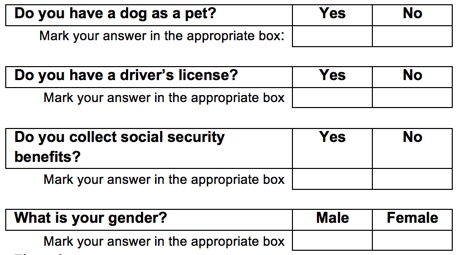 Do you have a dog as a pet? Yes No
Mark your answer in the appropriate box:
Do you have a driver's license? Yes No
Mark your answer in the appropriate box
Do you collect social security Yes No
benefits?
Mark your answer in the appropriate box
What is your gender? Male Female
Mark your answer in the appropriate box